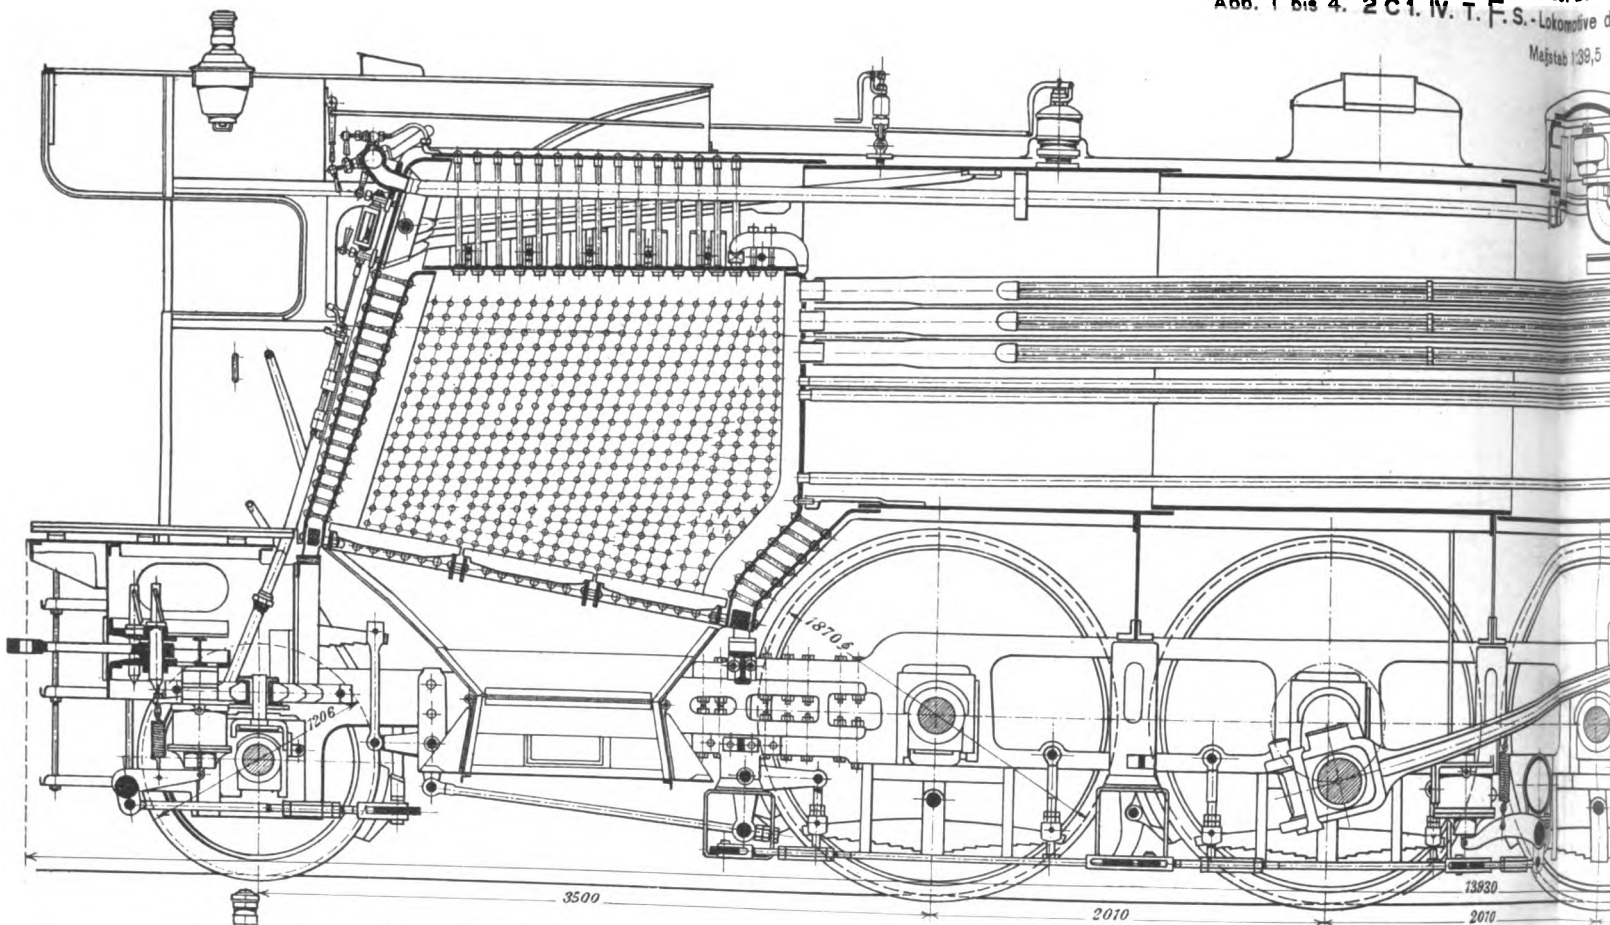 Abb. 1 bis 4. 2 C 1. IV. T. F. S.-Lokomotive d
Maßstab 1:39,5
1870 ϕ
1206
13930
3500
2010
2010